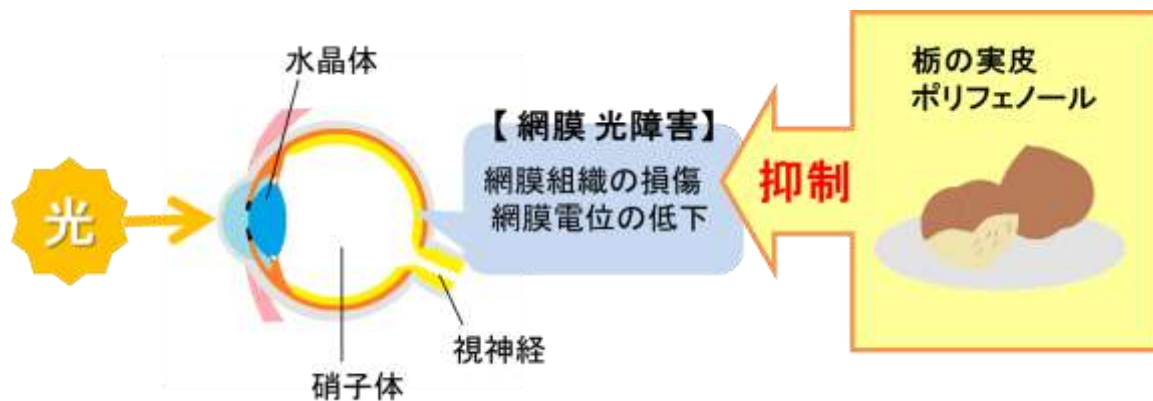 光
水晶体
硝子体
視神経
【 網膜 光障害】
網膜組織の損傷
網膜電位の低下
抑制
栃の実皮
ポリフェノール